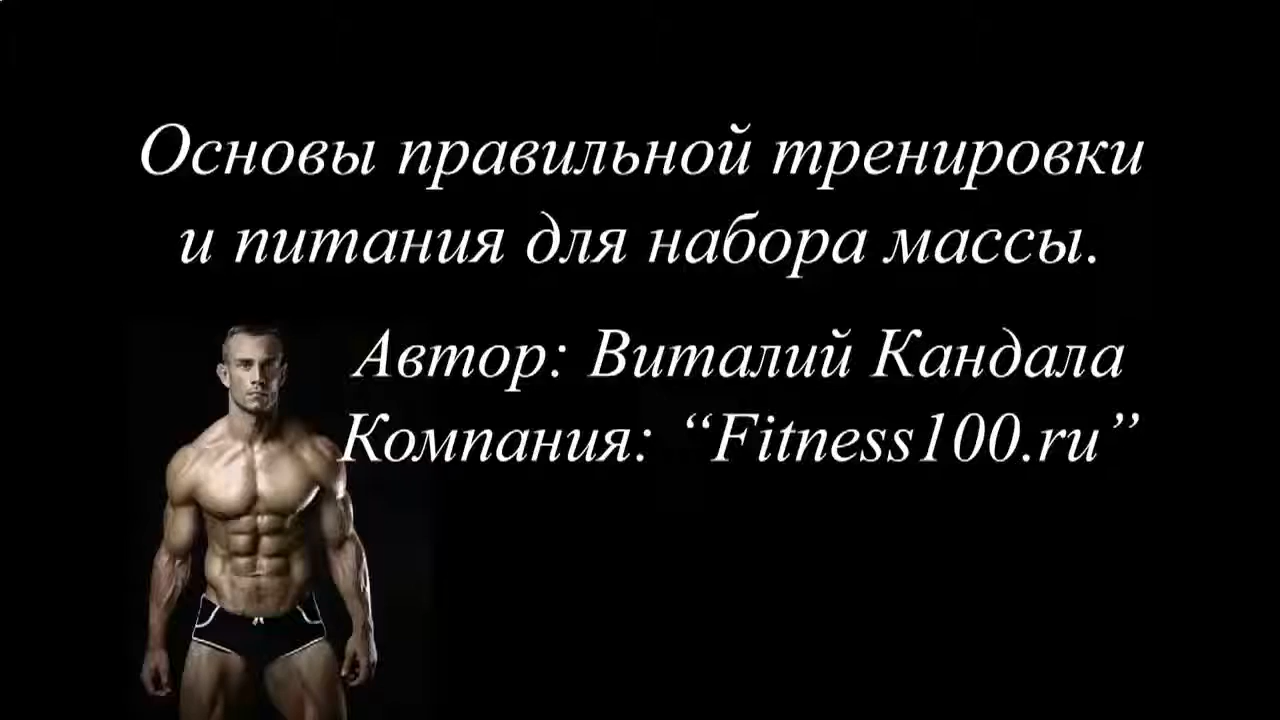 Основы правильной тренировки
и питания для набора массы.
Автор: Виталий Кандала
Компания: “Fitness100.ru”